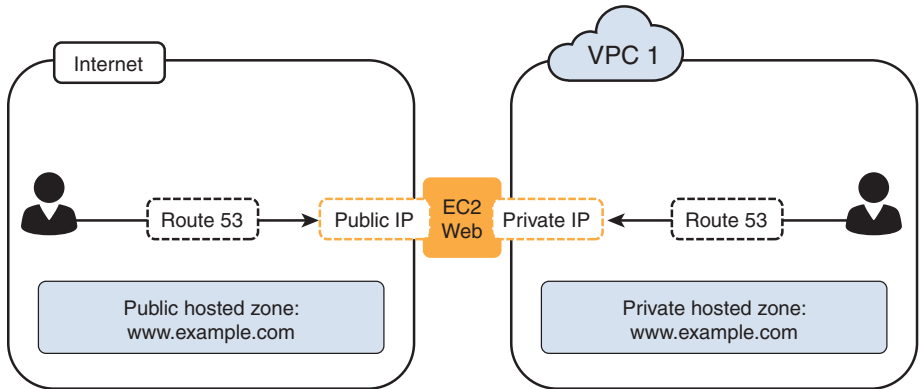 Internet
VPC 1
Route 53
Public IP
EC2
Web
Private IP
Route 53
Public hosted zone:
www.example.com
Private hosted zone:
www.example.com